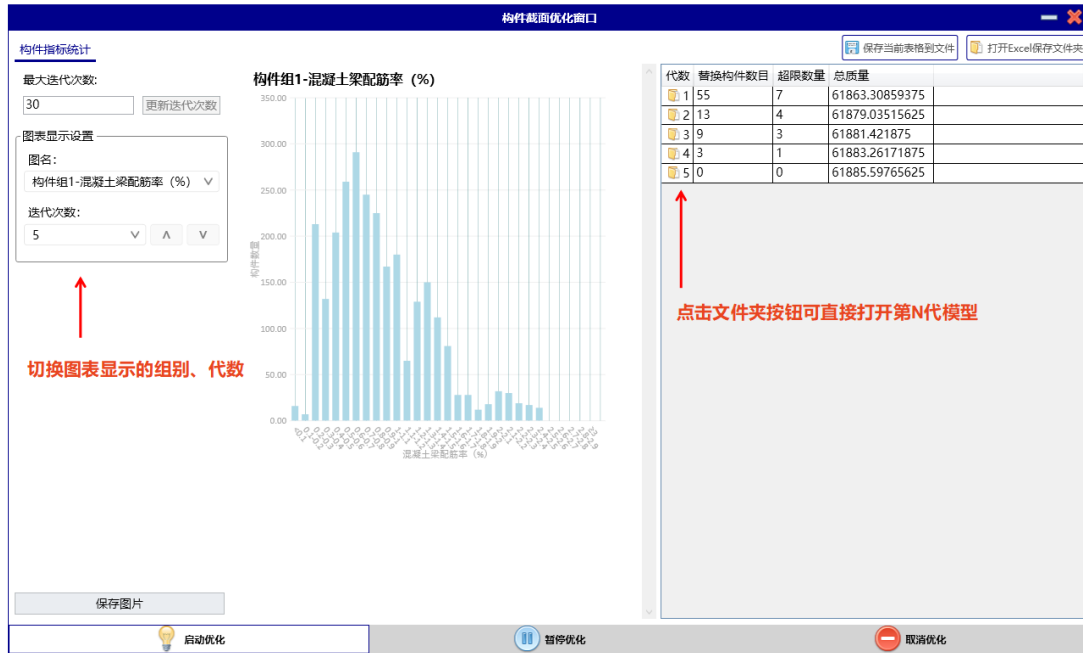 构件截面优化窗口
构件指标统计
保存当前表格到文件
打开Excel保存文件夹
最大迭代次数:
30
更新迭代次数
图表显示设置
图名:
构件组1-混凝土梁配筋率（%）
迭代次数:
5
切换图表显示的组别、代数
保存图片
构件组1-混凝土梁配筋率（%）
350.00
300.00
250.00
200.00
150.00
100.00
50.00
0.00
构件数量
混凝土梁配筋率（%）
代数 替换构件数目 超限数量 总质量
1 55 7 61863.30859375
2 13 4 61879.03515625
3 9 3 61881.421875
4 3 1 61883.26171875
5 0 0 61885.59765625
点击文件夹按钮可直接打开第N代模型
启动优化
暂停优化
取消优化